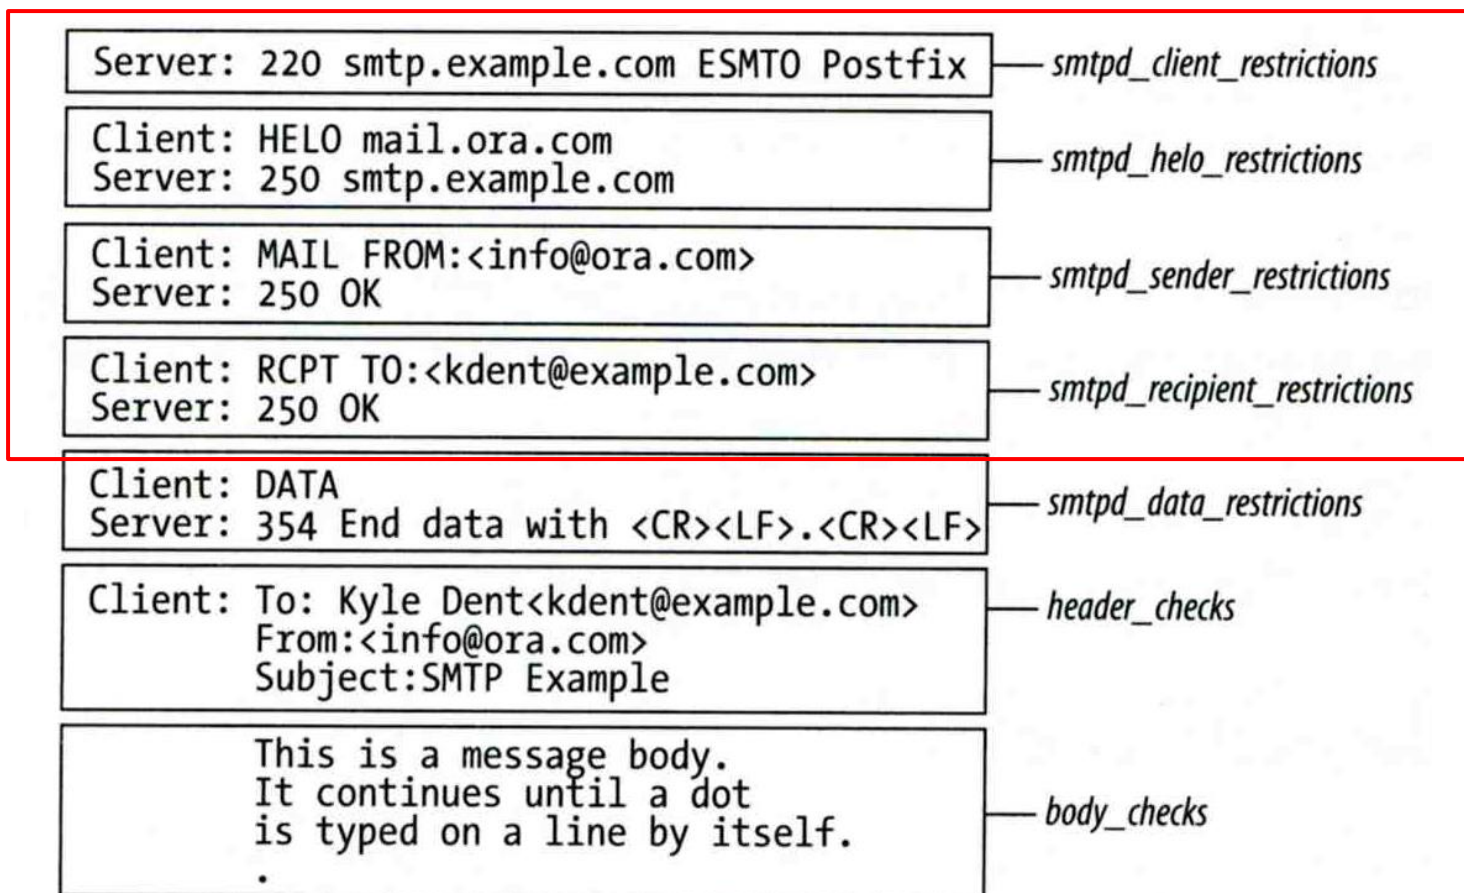 Server: 220 smtp.example.com ESMTO Postfix
smtpd_client_restrictions
Client: HELO mail.ora.com
Server: 250 smtp.example.com
smtpd_helo_restrictions
Client: MAIL FROM:<info@ora.com>
Server: 250 OK
smtpd_sender_restrictions
Client: RCPT TO:<kdent@example.com>
Server: 250 OK
smtpd_recipient_restrictions
Client: DATA
Server: 354 End data with <CR><LF>.<CR><LF>
smtpd_data_restrictions
Client: To: Kyle Dent<kdent@example.com>
From:<info@ora.com>
Subject:SMTP Example
header_checks
This is a message body.
It continues until a dot
is typed on a line by itself.
.
body_checks